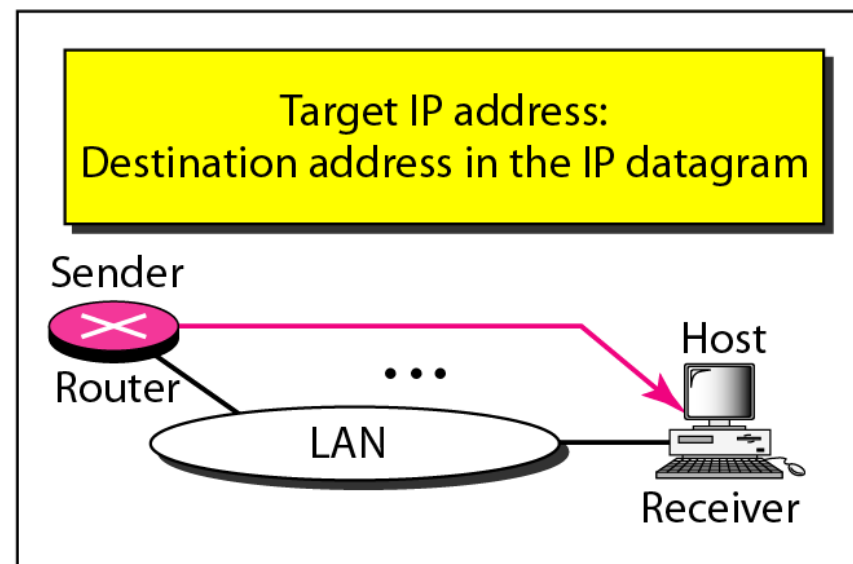 Target IP address:
Destination address in the IP datagram
Sender
Router
...
LAN
Host
Receiver